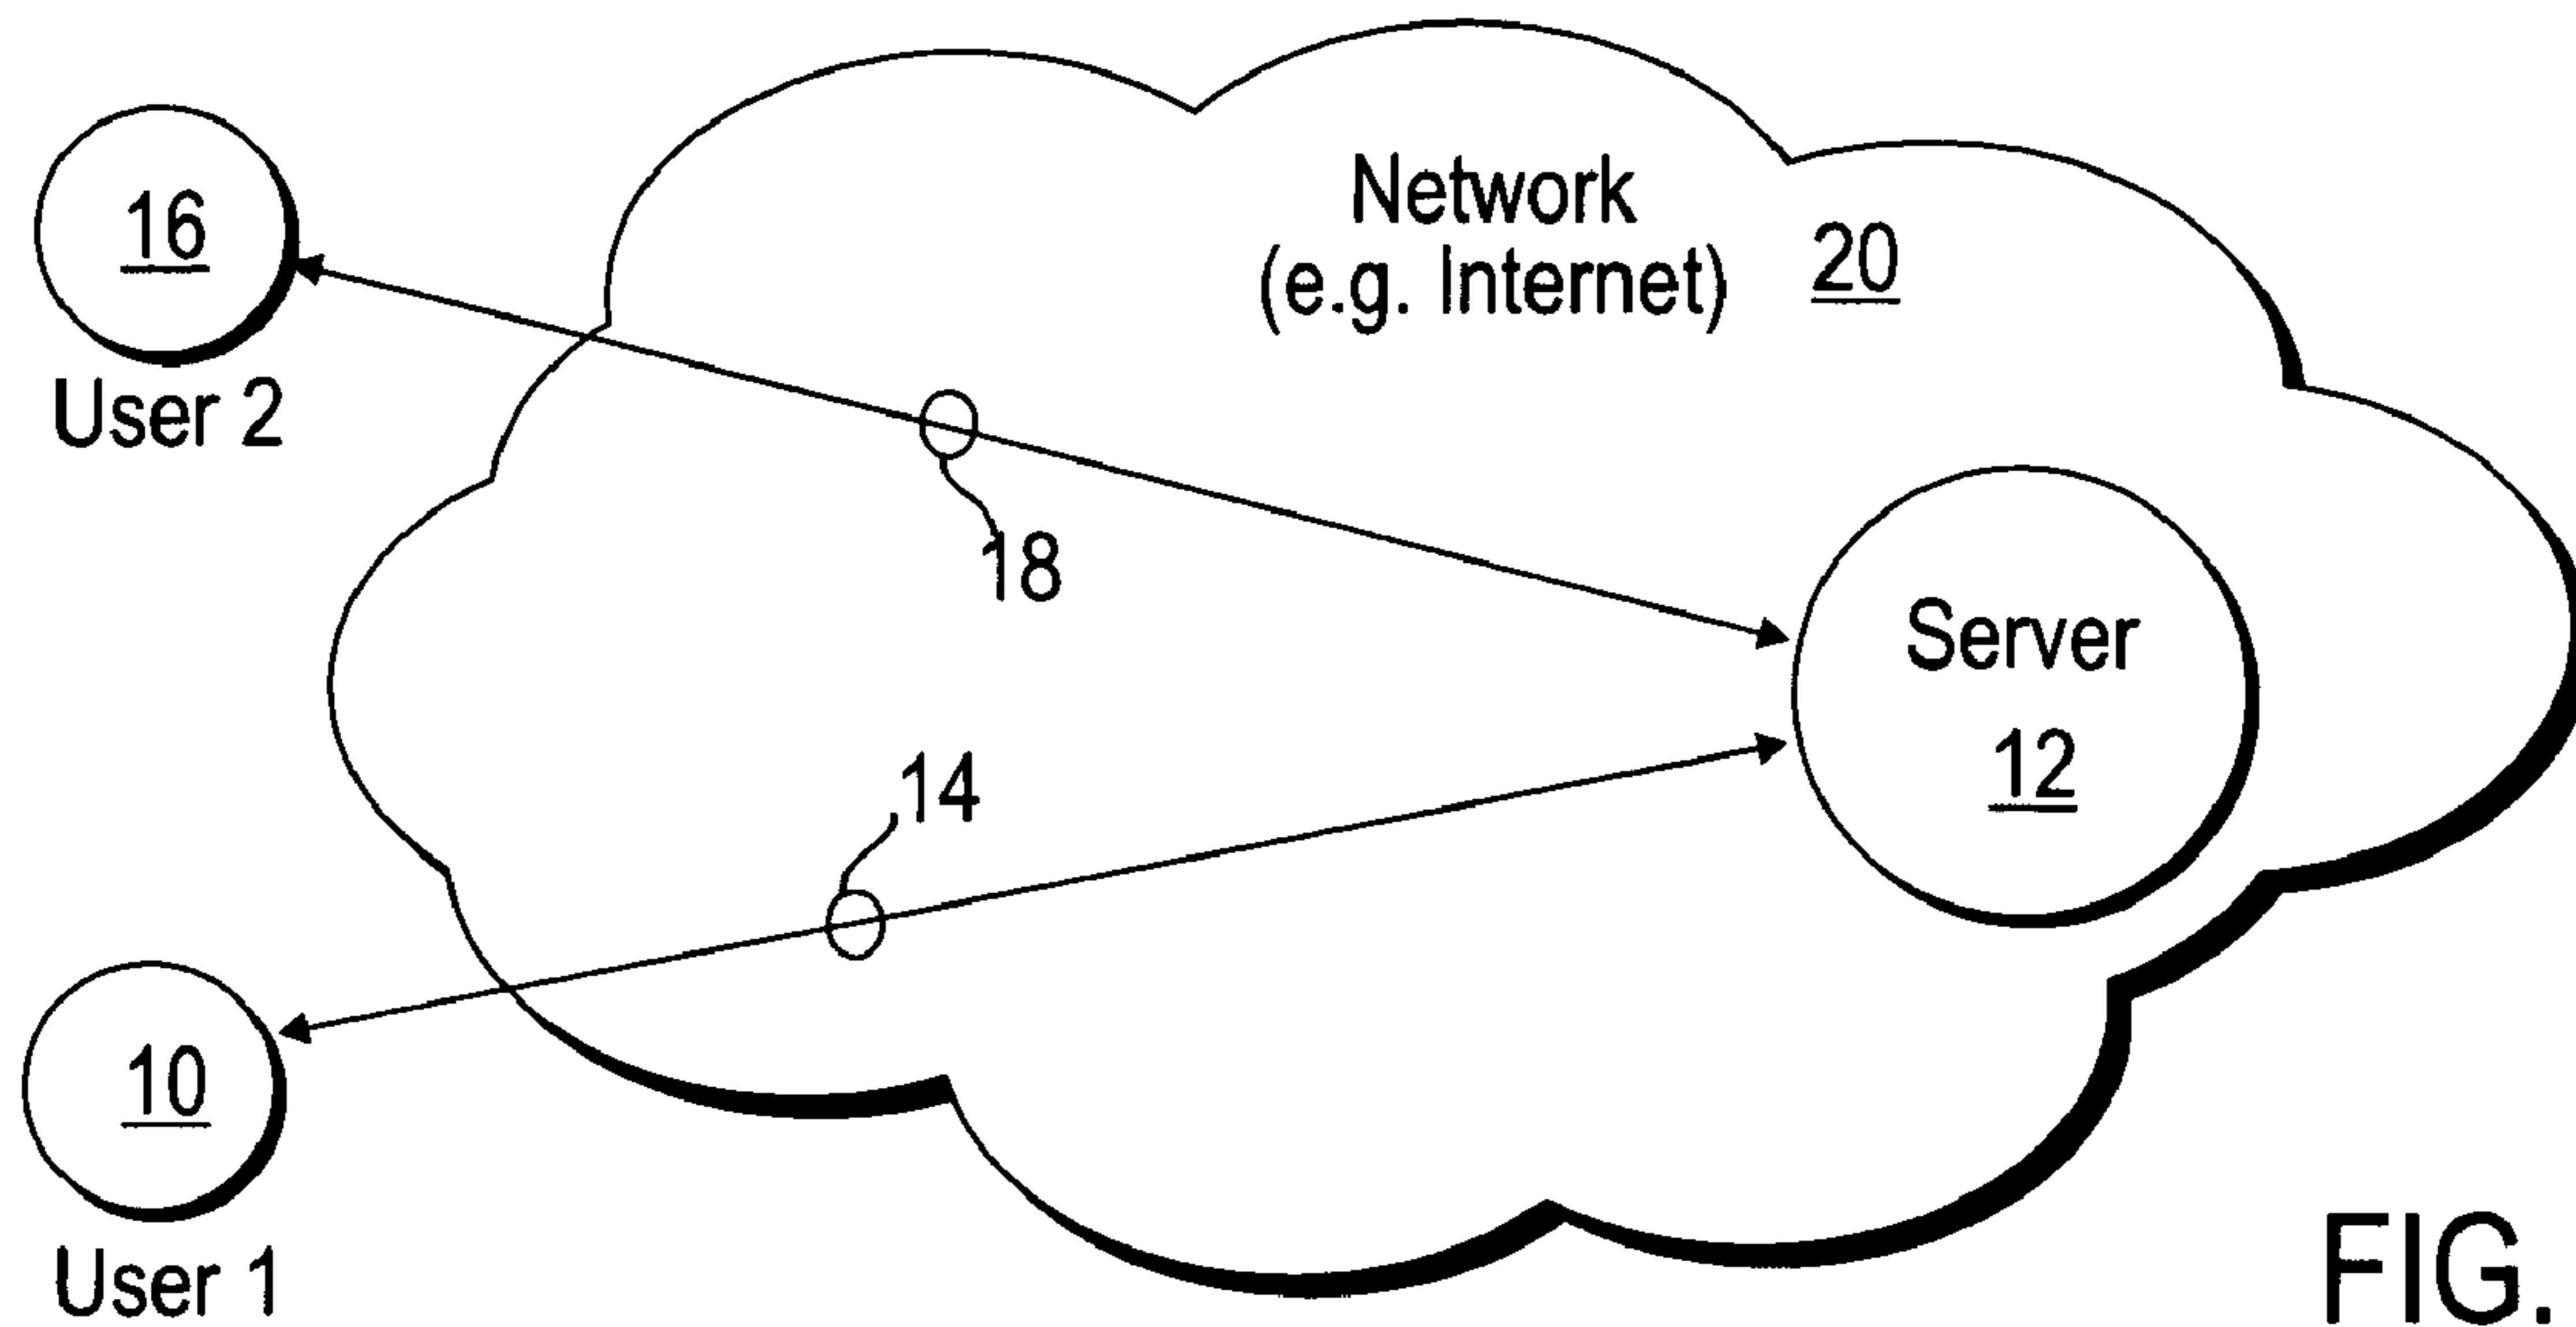 Network
(e.g. Internet)
20
16
User 2
18
Server
12
14
10
User 1
FIG.